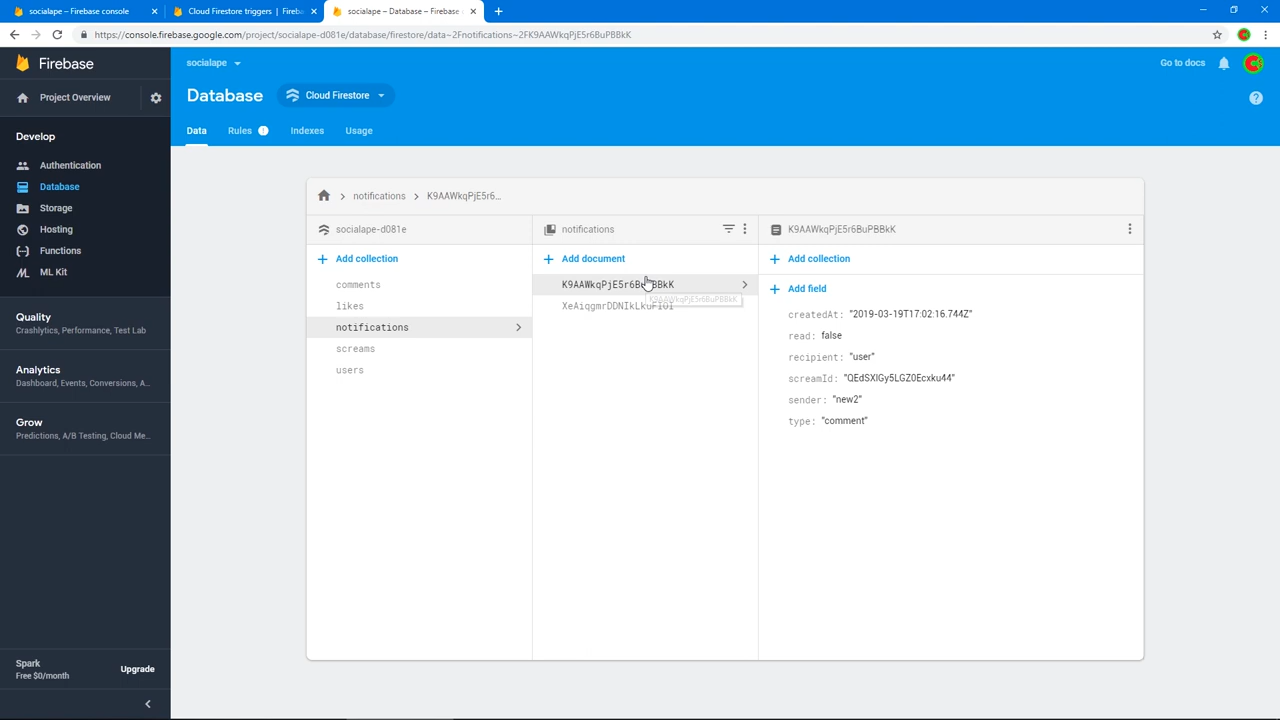 socialape – Firebase console
Cloud Firestore triggers | Fireb
socialape – Database – Firebase
https://console.firebase.google.com/project/socialape-d081e/database/firestore/data~2Fnotifications~2FK9AAWkqPjE5r6BuPBBkK
Firebase
socialape
Go to docs
Project Overview
Database
Cloud Firestore
Data
Rules
Indexes
Usage
Develop
Authentication
Database
Storage
Hosting
Functions
ML Kit
Quality
Crashlytics, Performance, Test Lab
Analytics
Dashboard, Events, Conversions, A...
Grow
Predictions, A/B Testing, Cloud Me...
Spark
Free $0/month
Upgrade
notifications
K9AAWkqPjE5r6...
socialape-d081e
Add collection
comments
likes
notifications
screams
users
notifications
Add document
K9AAWkqPjE5r6BuPBBkK
K9AAWkqPjE5r6BuPBBkK
Add collection
Add field
createdAt: "2019-03-19T17:02:16.744Z"
read: false
recipient: "user"
screamId: "QEdSXIGy5LGZ0Ecxku44"
sender: "new2"
type: "comment"